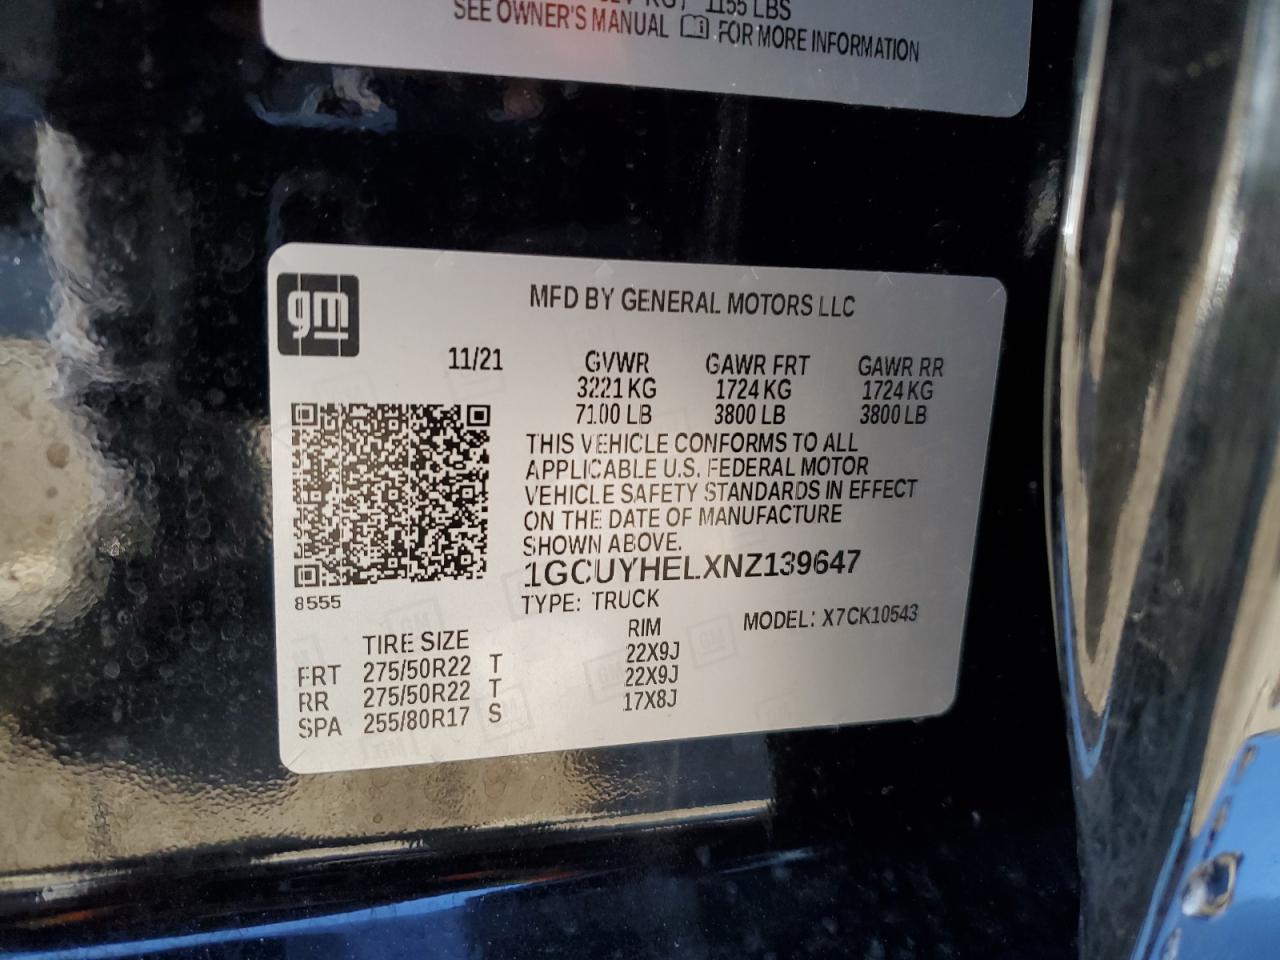 1155 LBS
SEE OWNER'S MANUAL FOR MORE INFORMATION
gm
MFD BY GENERAL MOTORS LLC
11/21 GVWR GAWR FRT GAWR RR
3221 KG 1724 KG 1724 KG
7100 LB 3800 LB 3800 LB
THIS VEHICLE CONFORMS TO ALL
APPLICABLE U.S. FEDERAL MOTOR
VEHICLE SAFETY STANDARDS IN EFFECT
ON THE DATE OF MANUFACTURE
SHOWN ABOVE.
1GCUYHELXNZ139647
8555
TYPE: TRUCK
MODEL: X7CK10543
TIRE SIZE RIM
FRT 275/50R22 T 22X9J
RR 275/50R22 T 22X9J
SPA 255/80R17 S 17X8J